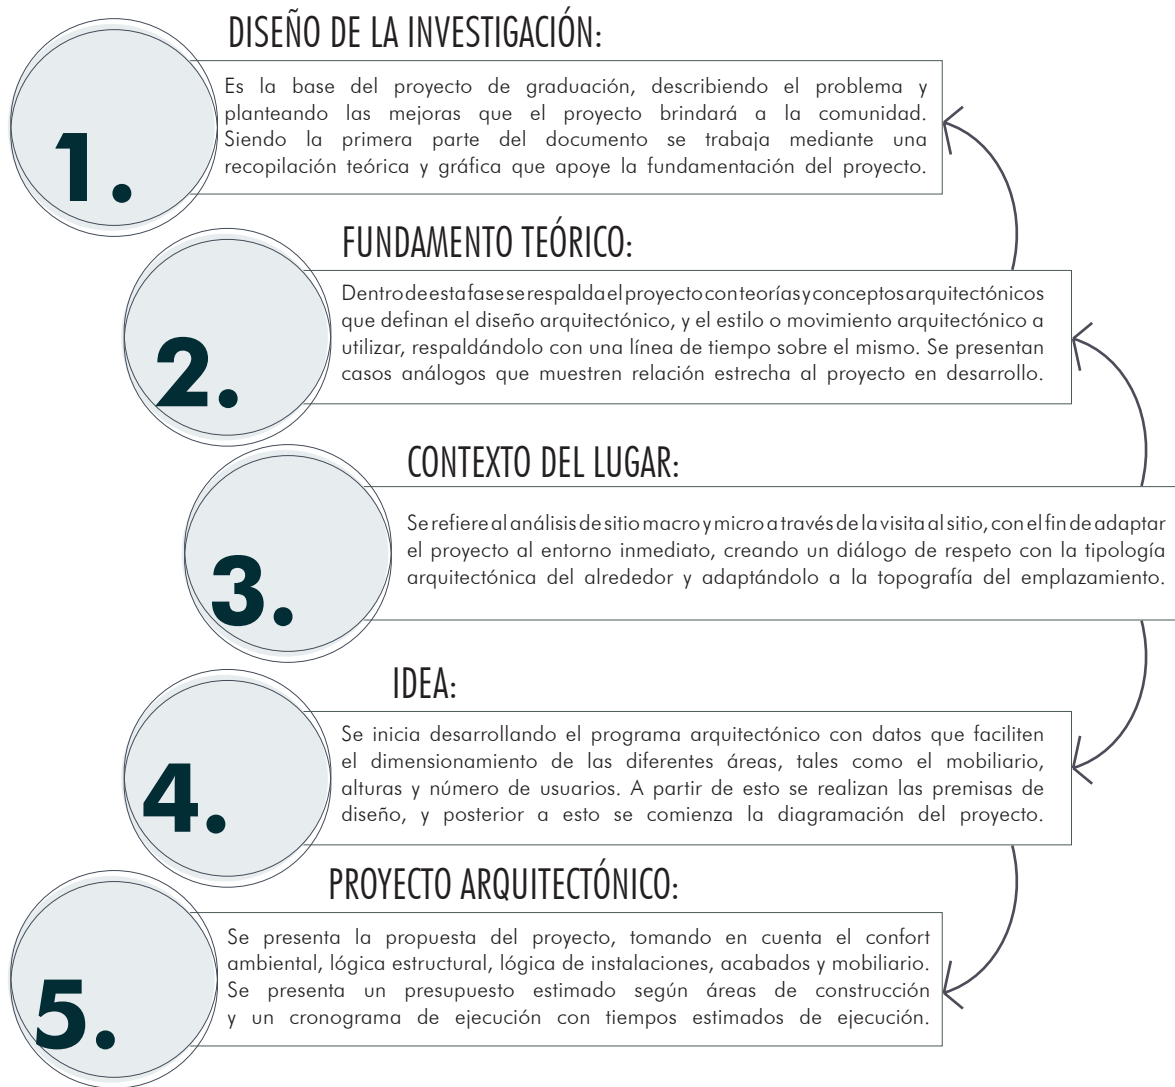 DISEÑO DE LA INVESTIGACIÓN:
1.
Es la base del proyecto de graduación, describiendo el problema y
planteando las mejoras que el proyecto brindará a la comunidad.
Siendo la primera parte del documento se trabaja mediante una
recopilación teórica y gráfica que apoye la fundamentación del proyecto.
FUNDAMENTO TEÓRICO:
2.
Dentro de esta fase se respalda el proyecto con teorías y conceptos arquitectónicos
que definan el diseño arquitectónico, y el estilo o movimiento arquitectónico a
utilizar, respaldándolo con una línea de tiempo sobre el mismo. Se presentan
casos análogos que muestren relación estrecha al proyecto en desarrollo.
CONTEXTO DEL LUGAR:
3.
Se refiere al análisis de sitio macro y micro a través de la visita al sitio, con el fin de adaptar
el proyecto al entorno inmediato, creando un diálogo de respeto con la tipología
arquitectónica del alrededor y adaptándolo a la topografía del emplazamiento.
IDEA:
4.
Se inicia desarrollando el programa arquitectónico con datos que faciliten
el dimensionamiento de las diferentes áreas, tales como el mobiliario,
alturas y número de usuarios. A partir de esto se realizan las premisas de
diseño, y posterior a esto se comienza la diagramación del proyecto.
PROYECTO ARQUITECTÓNICO:
5.
Se presenta la propuesta del proyecto, tomando en cuenta el confort
ambiental, lógica estructural, lógica de instalaciones, acabados y mobiliario.
Se presenta un presupuesto estimado según áreas de construcción
y un cronograma de ejecución con tiempos estimados de ejecución.